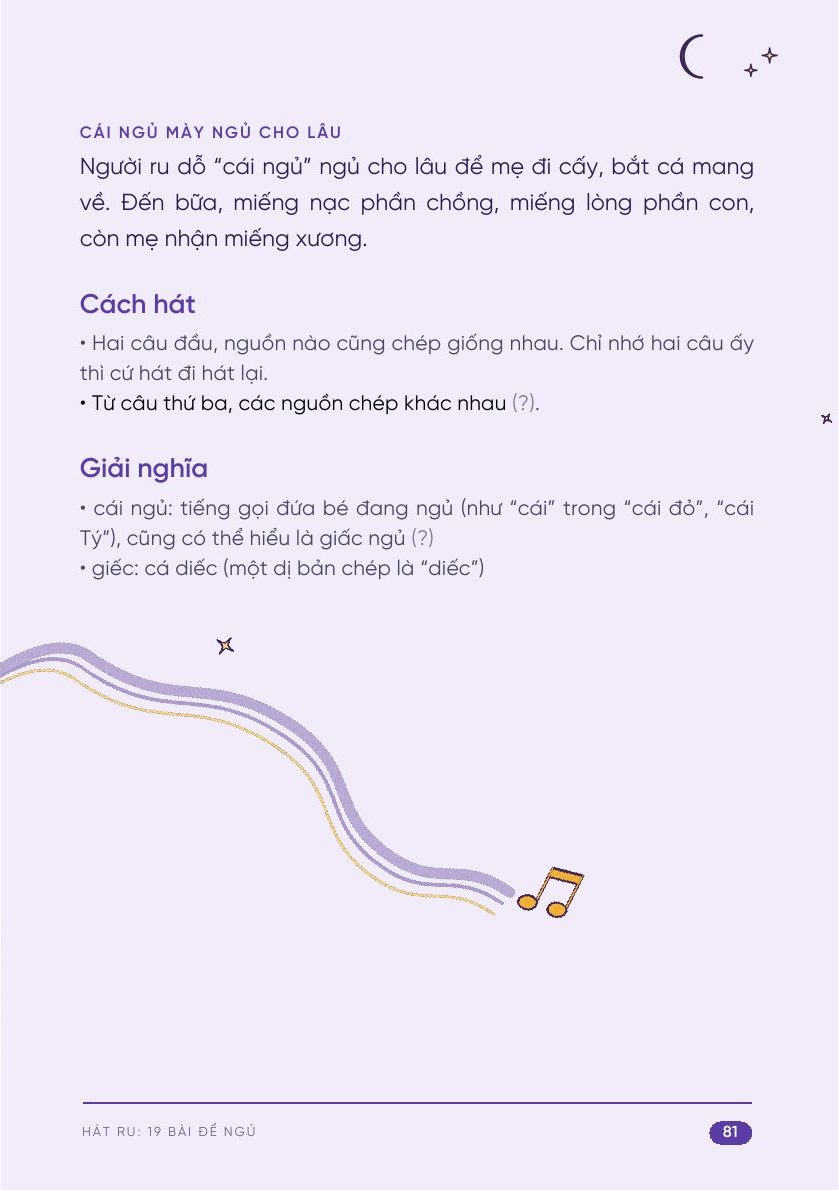 CÁI NGỦ MÀY NGỦ CHO LÂU
Người ru dỗ “cái ngủ” ngủ cho lâu để mẹ đi cấy, bắt cá mang
về. Đến bữa, miếng nạc phần chồng, miếng lòng phần con,
còn mẹ nhận miếng xương.
Cách hát
• Hai câu đầu, nguồn nào cũng chép giống nhau. Chỉ nhớ hai câu ấy
thì cứ hát đi hát lại.
• Từ câu thứ ba, các nguồn chép khác nhau (?).
Giải nghĩa
• cái ngủ: tiếng gọi đứa bé đang ngủ (như “cái” trong “cái đỏ”, “cái
Tý”), cũng có thể hiểu là giấc ngủ (?)
• giếc: cá diếc (một dị bản chép là “diếc”)
HÁT RU: 19 BÀI ĐỂ NGỦ
81